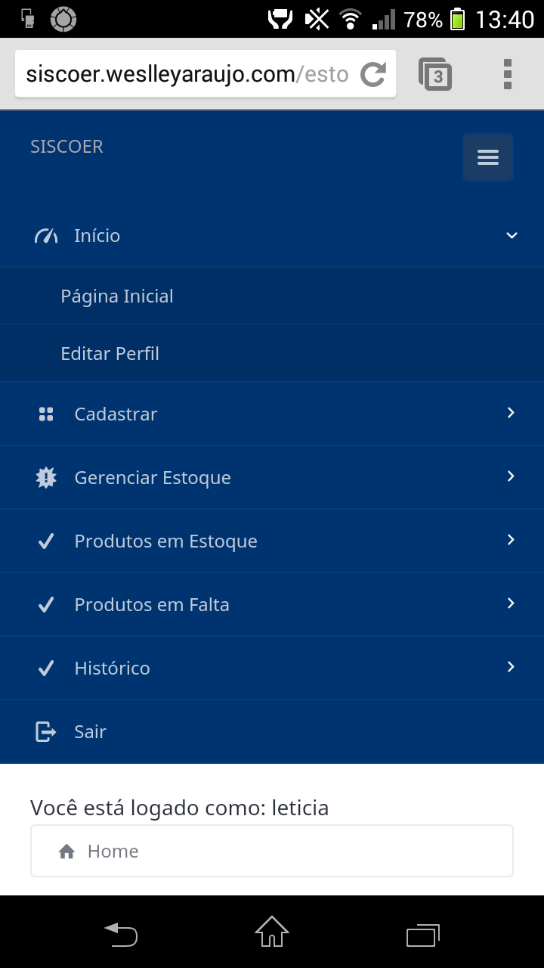 78% 13:40
siscoer.weslleyaraujo.com/esto
3
SISCOER
Início
Página Inicial
Editar Perfil
Cadastrar
Gerenciar Estoque
Produtos em Estoque
Produtos em Falta
Histórico
Sair
Você está logado como: leticia
Home